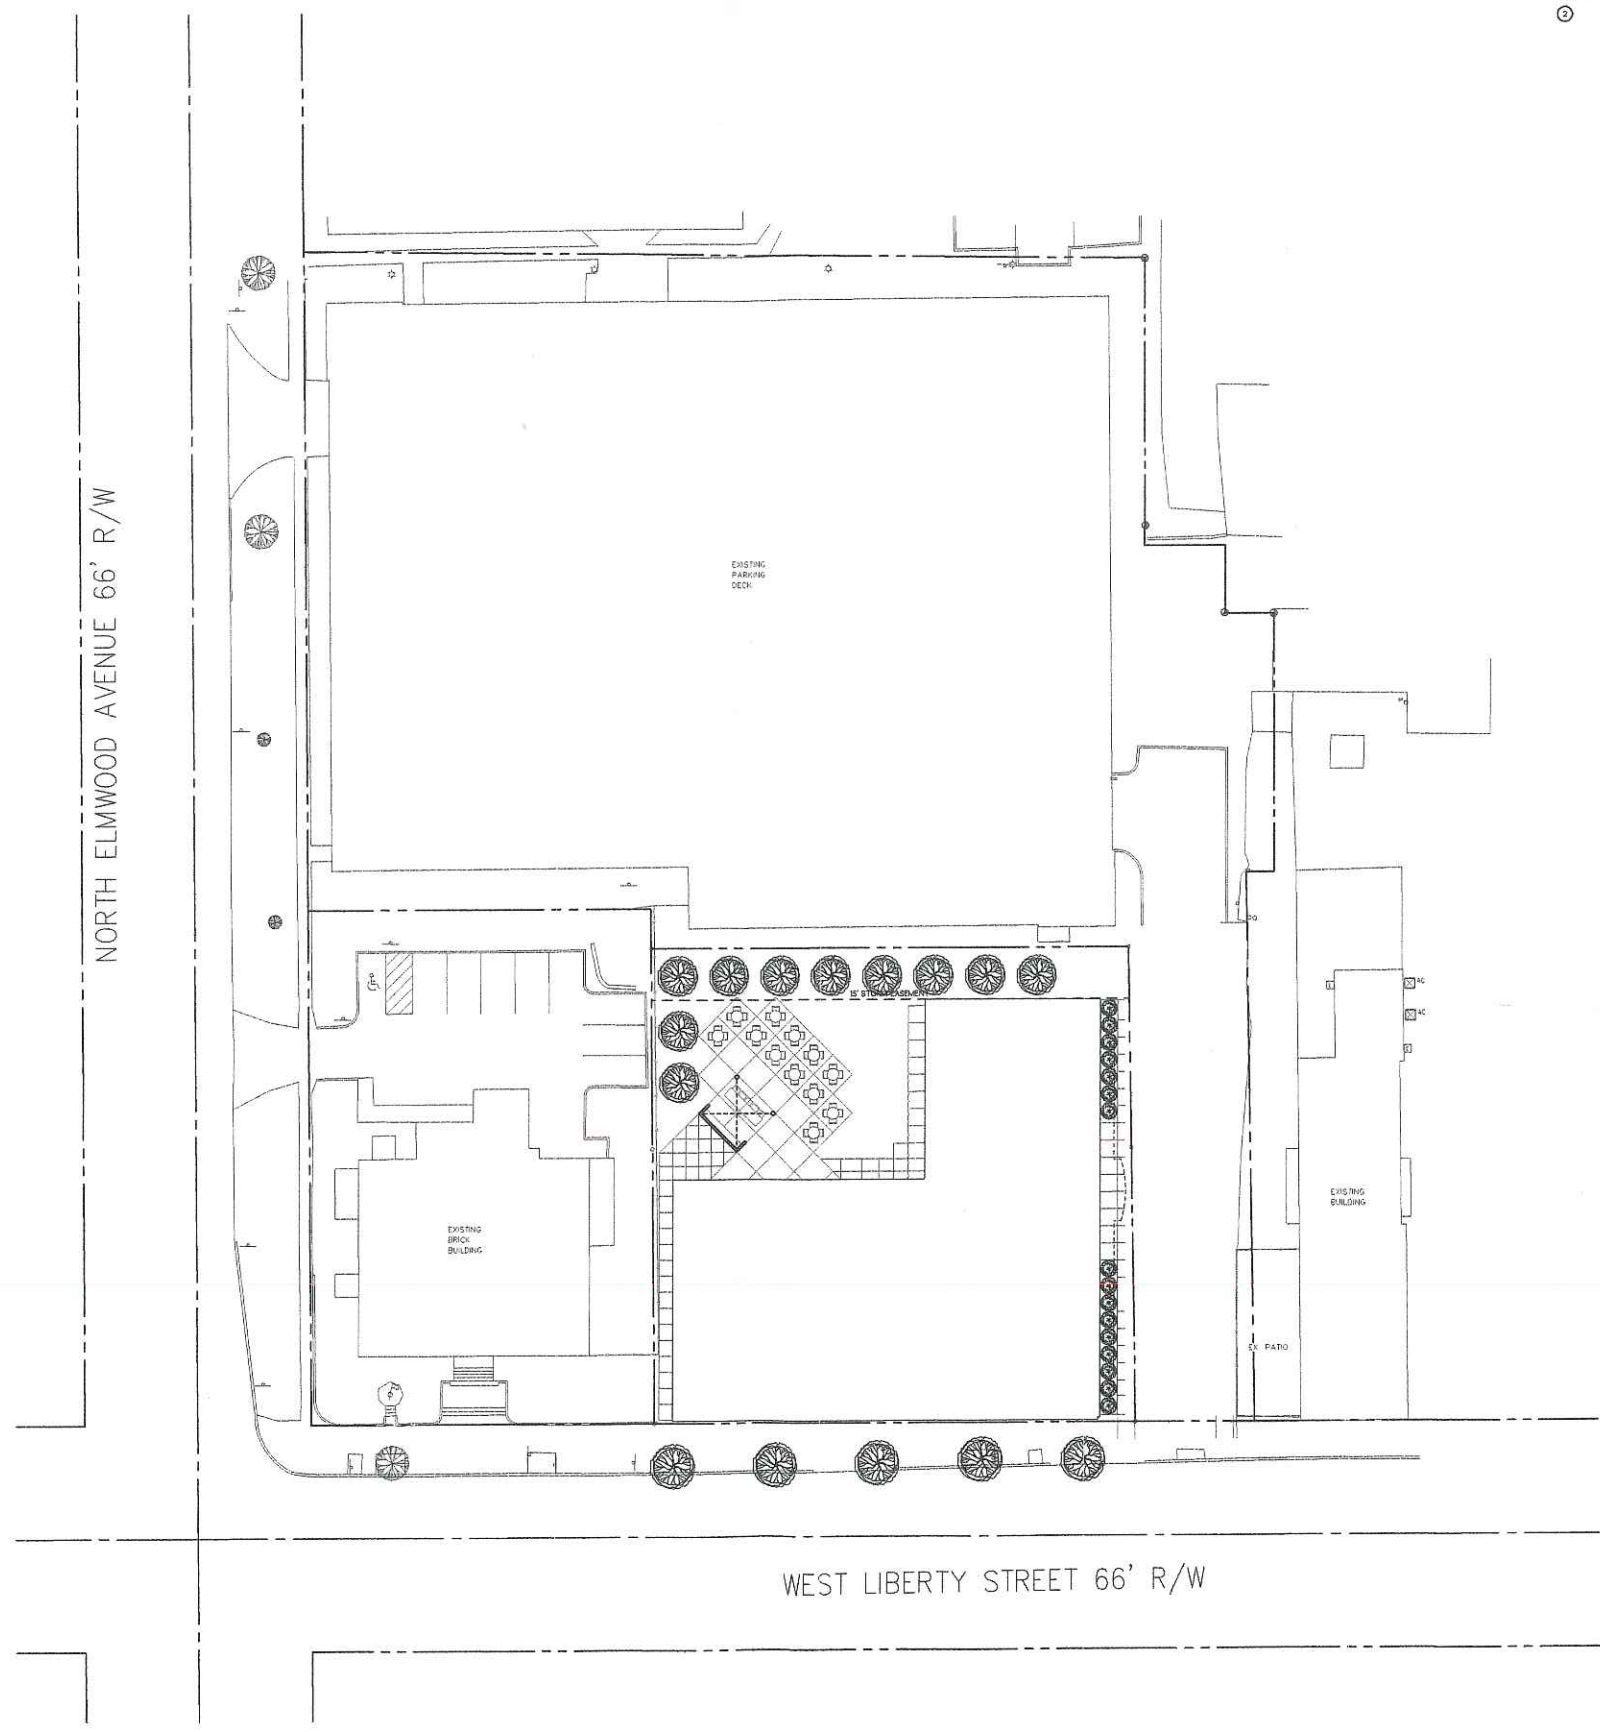 2
NORTH ELMWOOD AVENUE 66' R/W
EXISTING
PARKING
DECK
15' STORM EASEMENT
AC
AC
EXISTING
BUILDING
EXISTING
BRICK
BUILDING
EX. PATIO
WEST LIBERTY STREET 66' R/W